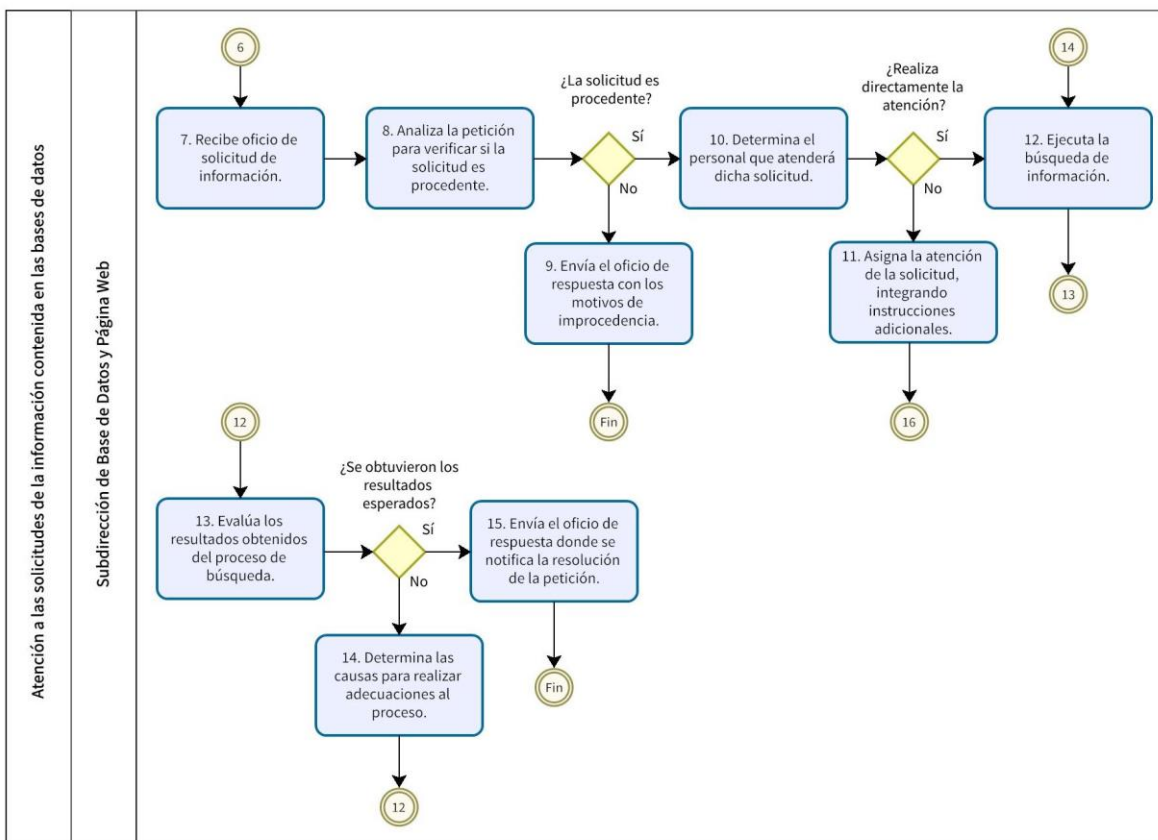 Atención a las solicitudes de la información contenida en las bases de datos
Subdirección de Base de Datos y Página Web
6
7. Recibe oficio de
solicitud de
información.
8. Analiza la petición
para verificar si la
solicitud es
procedente.
¿La solicitud es
procedente?
Sí
No
9. Envía el oficio de
respuesta con los
motivos de
improcedencia.
Fin
10. Determina el
personal que atenderá
dicha solicitud.
¿Realiza
directamente la
atención?
Sí
No
11. Asigna la atención
de la solicitud,
integrando
instrucciones
adicionales.
16
14
12. Ejecuta la
búsqueda de
información.
13
12
13. Evalúa los
resultados obtenidos
del proceso de
búsqueda.
¿Se obtuvieron los
resultados
esperados?
Sí
No
14. Determina las
causas para realizar
adecuaciones al
proceso.
12
15. Envía el oficio de
respuesta donde se
notifica la resolución
de la petición.
Fin